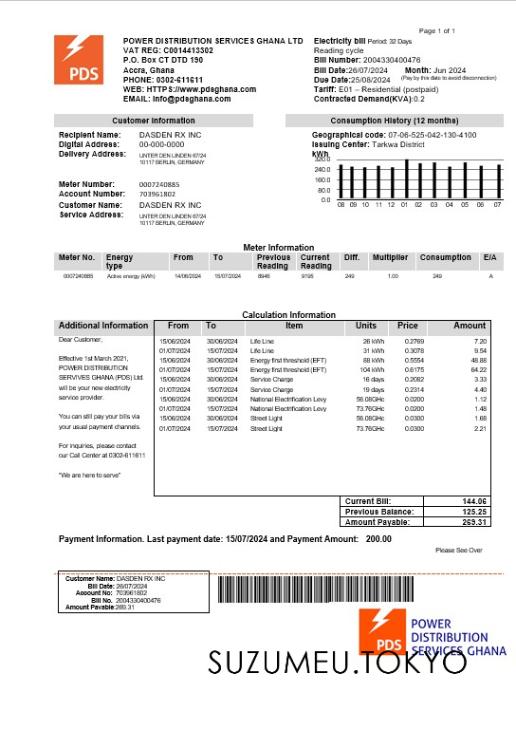 Page 1 of 1
PDS
POWER DISTRIBUTION SERVICES GHANA LTD
VAT REG: C0014413302
P.O. Box CT DTD 190
Accra, Ghana
PHONE: 0302-611611
WEB: HTTPS://www.pdsghana.com
EMAIL: info@pdsghana.com
Electricity bill Period: 32 Days
Reading cycle
Bill Number: 2004330400476
Bill Date:26/07/2024 Month: Jun 2024
Due Date:25/08/2024 (Pay by this date to avoid disconnection)
Tariff: E01 – Residential (postpaid)
Contracted Demand(KVA):0.2
Customer Information
Recipient Name: DASDEN RX INC
Digital Address: 00-000-0000
Delivery Address: UNTER DEN LINDEN 67/24
10117 BERLIN, GERMANY
Meter Number: 0007240885
Account Number: 703961802
Customer Name: DASDEN RX INC
Service Address: UNTER DEN LINDEN 67/24
10117 BERLIN, GERMANY
Consumption History (12 months)
Geographical code: 07-06-525-042-130-4100
Issuing Center: Tarkwa District
kWh
320.0
240.0
160.0
80.0
0.0
08 09 10 11 12 01 02 03 04 05 06 07
Meter Information
Meter No. Energy type From To Previous Reading Current Reading Diff. Multiplier Consumption E/A
0007240885 Active energy (kWh) 14/06/2024 15/07/2024 8946 9195 249 1.00 249 A
Calculation Information
Additional Information From To Item Units Price Amount
Dear Customer,
Effective 1st March 2021,
POWER DISTRIBUTION
SERVIVES GHANA (PDS) Ltd.
will be your new electricity
service provider.
You can still pay your bills via
your usual payment channels.
For inquiries, please contact
our Call Center at 0302-611611
"We are here to serve"
15/06/2024 30/06/2024 Life Line 26 kWh 0.2769 7.20
01/07/2024 15/07/2024 Life Line 31 kWh 0.3078 9.54
15/06/2024 30/06/2024 Energy first threshold (EFT) 88 kWh 0.5554 48.88
01/07/2024 15/07/2024 Energy first threshold (EFT) 104 kWh 0.6175 64.22
15/06/2024 30/06/2024 Service Charge 16 days 0.2082 3.33
01/07/2024 15/07/2024 Service Charge 19 days 0.2314 4.40
15/06/2024 30/06/2024 National Electrification Levy 56.08GHc 0.0200 1.12
01/07/2024 15/07/2024 National Electrification Levy 73.76GHc 0.0200 1.48
15/06/2024 30/06/2024 Street Light 56.08GHc 0.0300 1.68
01/07/2024 15/07/2024 Street Light 73.76GHc 0.0300 2.21
Current Bill: 144.06
Previous Balance: 125.25
Amount Payable: 269.31
Payment Information. Last payment date: 15/07/2024 and Payment Amount: 200.00
Please See Over
Customer Name: DASDEN RX INC
Bill Date: 26/07/2024
Account No: 703961802
Bill No. 2004330400476
Amount Payable:269.31
PDS
POWER
DISTRIBUTION
SERVICES GHANA
SUZUMEU.TOKYO